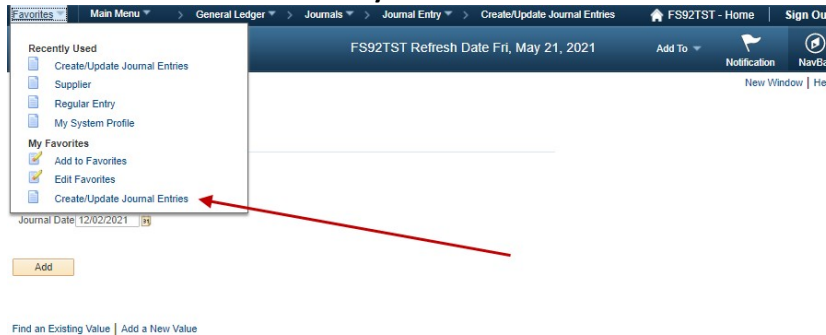 Favorites Main Menu > General Ledger > Journals > Journal Entry > Create/Update Journal Entries FS92TST - Home Sign Ou
FS92TST Refresh Date Fri, May 21, 2021 Add To Notification NavBa
New Window | He
Recently Used
Create/Update Journal Entries
Supplier
Regular Entry
My System Profile
My Favorites
Add to Favorites
Edit Favorites
Create/Update Journal Entries
Journal Date 12/02/2021
Add
Find an Existing Value | Add a New Value